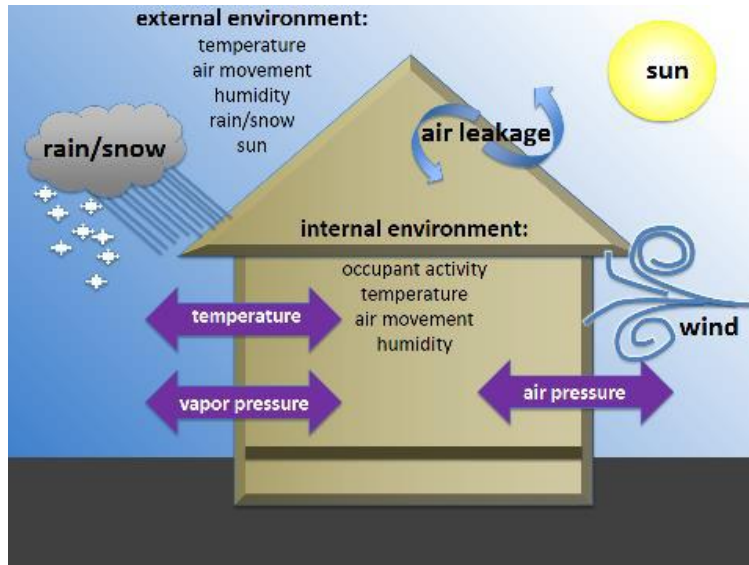 external environment:
temperature
air movement
humidity
rain/snow
sun
sun
rain/snow
air leakage
internal environment:
occupant activity
temperature
air movement
humidity
temperature
wind
vapor pressure
air pressure